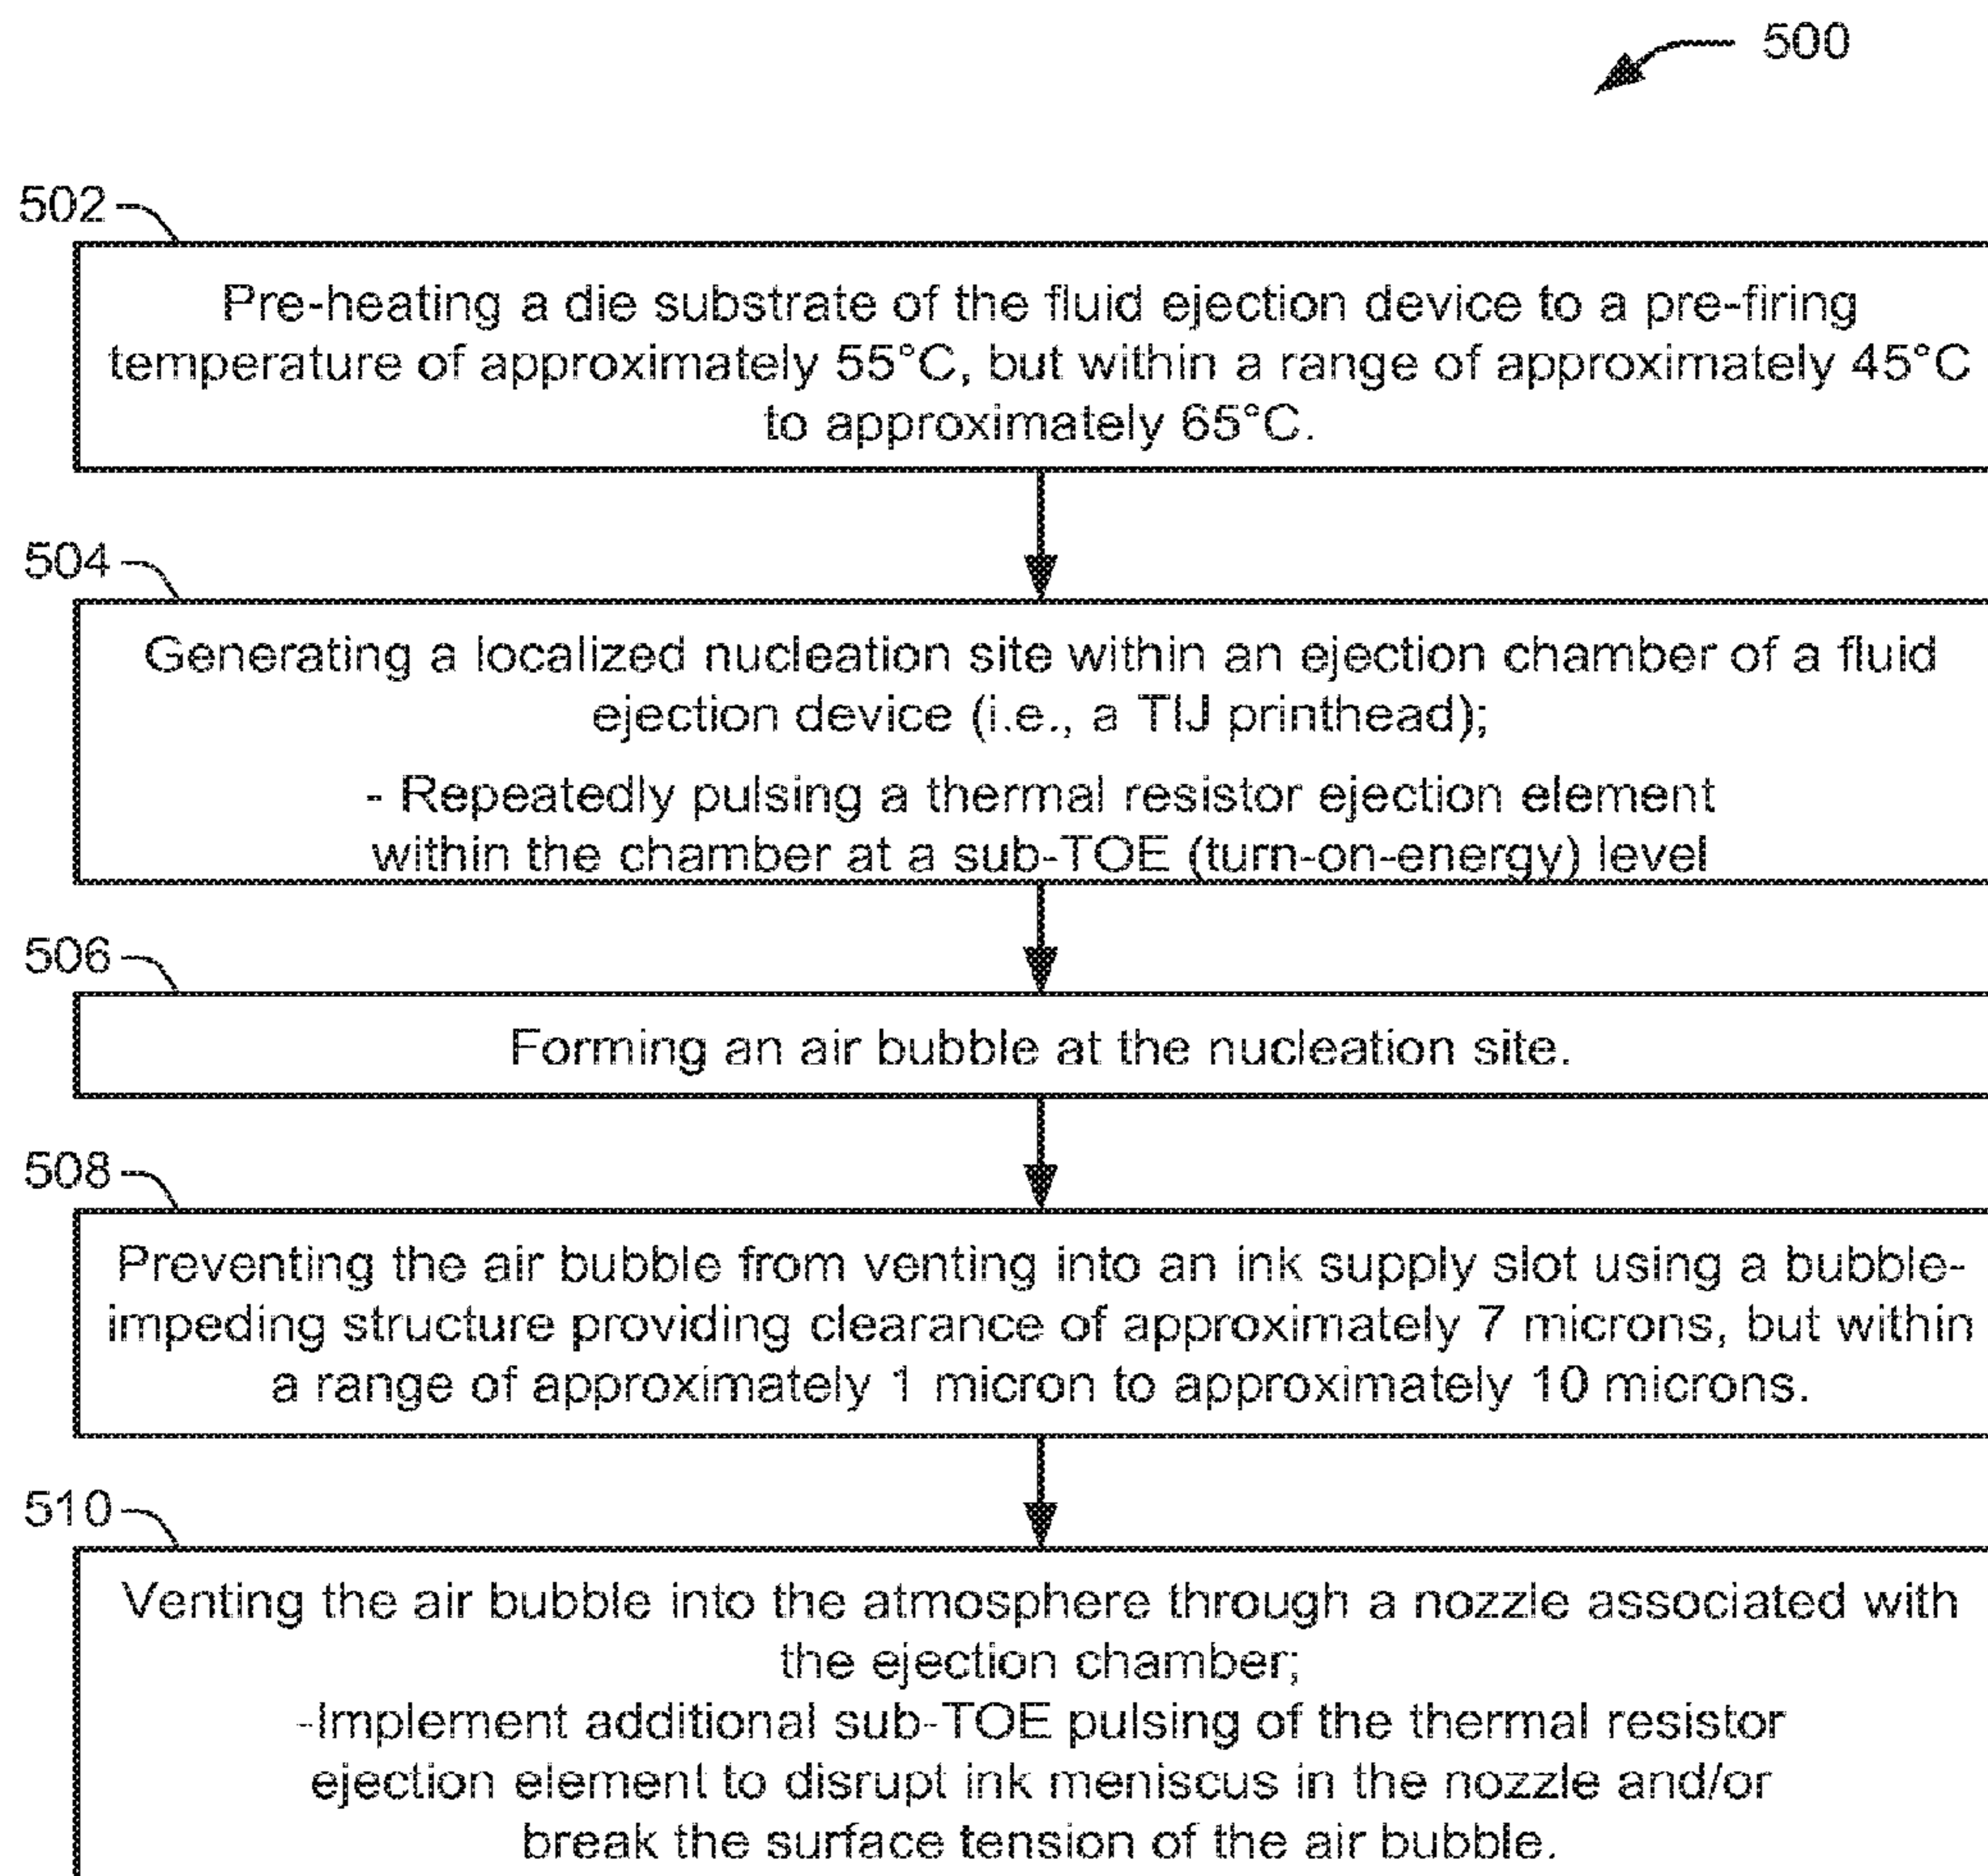 500
502
Pre-heating a die substrate of the fluid ejection device to a pre-firing
temperature of approximately 55°C, but within a range of approximately 45°C
to approximately 65°C.
504
Generating a localized nucleation site within an ejection chamber of a fluid
ejection device (i.e., a TIJ printhead);
- Repeatedly pulsing a thermal resistor ejection element
within the chamber at a sub-TOE (turn-on-energy) level
506
Forming an air bubble at the nucleation site.
508
Preventing the air bubble from venting into an ink supply slot using a bubble-
impeding structure providing clearance of approximately 7 microns, but within
a range of approximately 1 micron to approximately 10 microns.
510
Venting the air bubble into the atmosphere through a nozzle associated with
the ejection chamber;
-Implement additional sub-TOE pulsing of the thermal resistor
ejection element to disrupt ink meniscus in the nozzle and/or
break the surface tension of the air bubble.